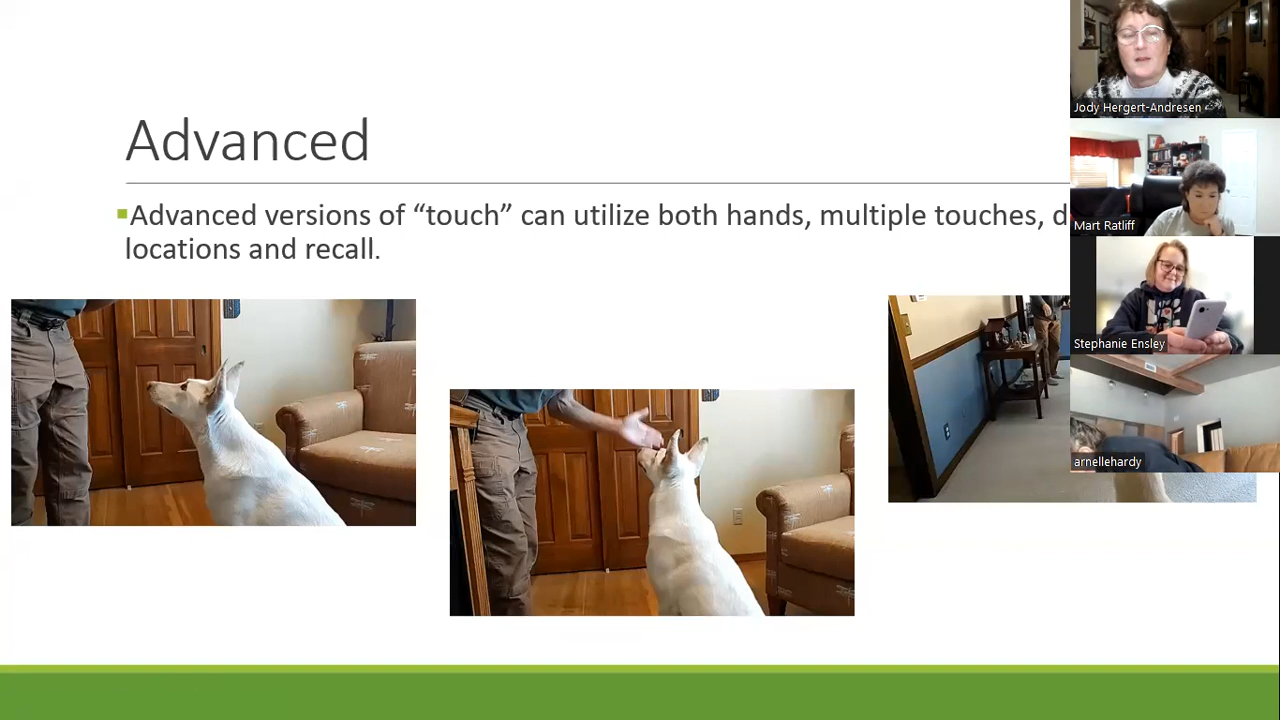 Advanced
Advanced versions of “touch” can utilize both hands, multiple touches,
locations and recall.
Jody Hergert-Andresen
Mart Ratliff
Stephanie Ensley
arnellehardy